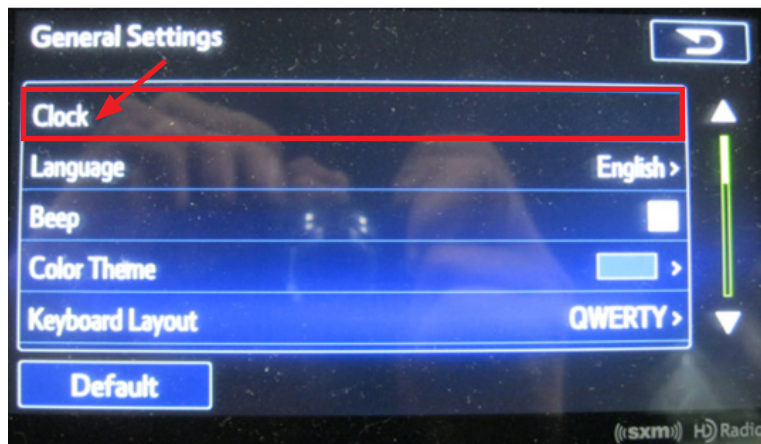 General Settings
Clock
Language English >
Beep
Color Theme >
Keyboard Layout QWERTY >
Default
((sxm)) HD Radio